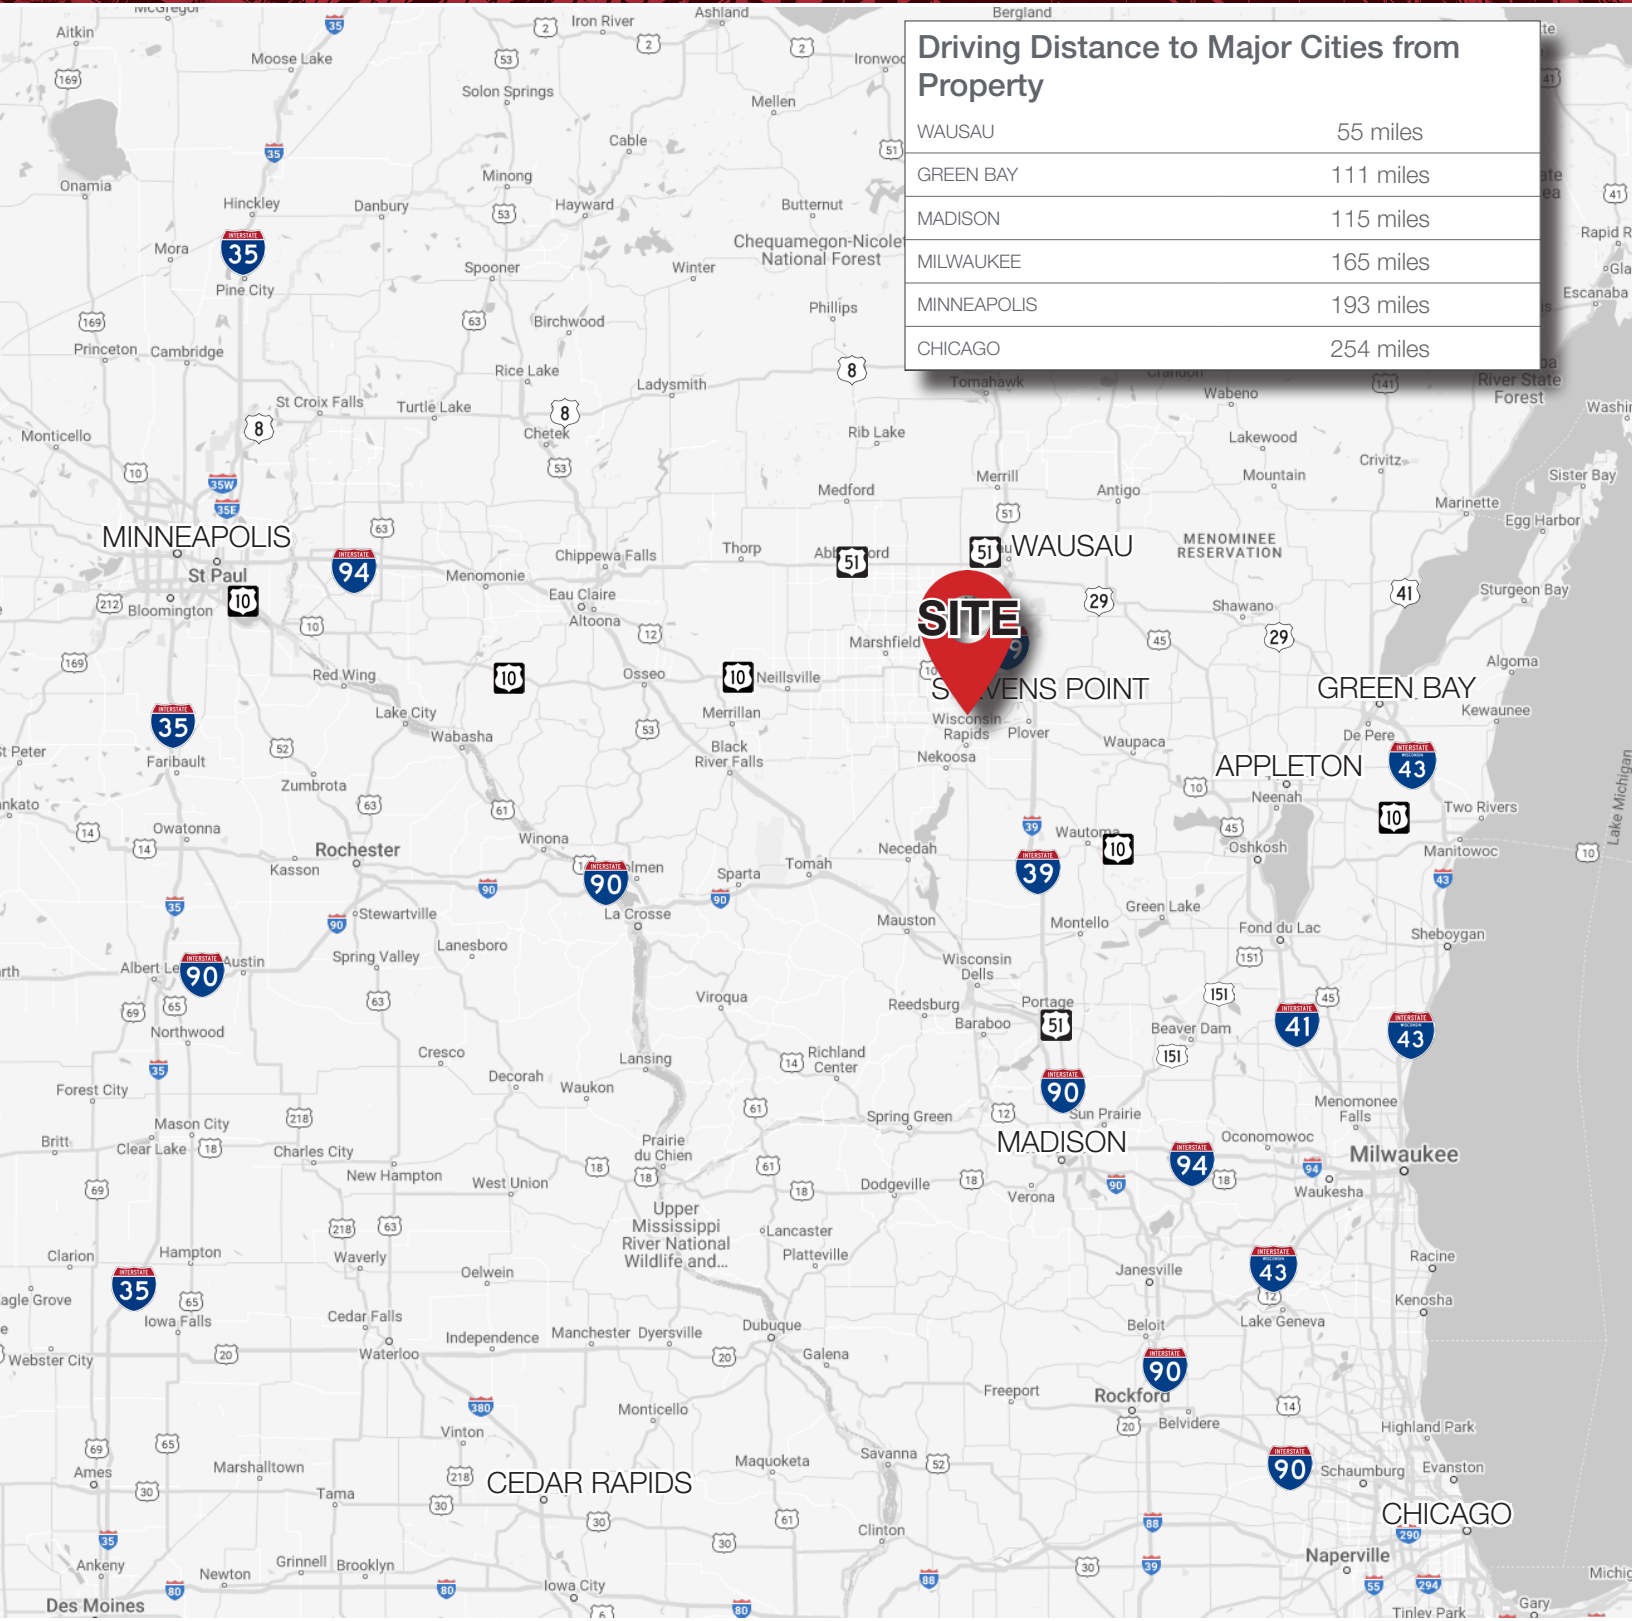 Driving Distance to Major Cities from
Property
WAUSAU 55 miles
GREEN BAY 111 miles
MADISON 115 miles
MILWAUKEE 165 miles
MINNEAPOLIS 193 miles
CHICAGO 254 miles
Ashland
Bergland
Iron River
Aitkin
Moose Lake
Solon Springs
Mellen
Cable
Onamia
Minong
Hinckley
Danbury
Hayward
Butternut
Mora
Chequamegon-Nicolet
National Forest
Spooner
Winter
Pine City
Rapid R
Escanaba
Phillips
Birchwood
Princeton
Cambridge
Rice Lake
Ladysmith
Tomahawk
Crandon
Wabeno
River State
Forest
St Croix Falls
Turtle Lake
Chetek
Monticello
Rib Lake
Lakewood
Crivitz
Mountain
Sister Bay
Merrill
Medford
Antigo
Marinette
Egg Harbor
MINNEAPOLIS
St Paul
Bloomington
Chippewa Falls
Thorp
WAUSAU
MENOMINEE
RESERVATION
Menomonie
Eau Claire
Altoona
Shawano
Sturgeon Bay
SITE
Marshfield
Algoma
Red Wing
Osseo
Neillsville
STEVENS POINT
GREEN BAY
Kewaunee
Lake City
Merrillan
Wisconsin
Rapids
Plover
De Pere
Wabasha
Black
River Falls
Nekoosa
Waupaca
St Peter
Faribault
APPLETON
Neenah
Zumbrota
Two Rivers
Lake Michigan
Owatonna
Winona
Wautoma
Rochester
Kasson
Necedah
Oshkosh
Manitowoc
Tomah
Sparta
Stewartville
La Crosse
Mauston
Green Lake
Montello
Fond du Lac
Sheboygan
Lanesboro
Spring Valley
Albert Le
Austin
Wisconsin
Dells
Viroqua
Reedsburg
Portage
Northwood
Baraboo
Beaver Dam
Cresco
Lansing
Richland
Center
Decorah
Waukon
Forest City
Mason City
Spring Green
Sun Prairie
Menomonee
Falls
Britt
Clear Lake
Charles City
Prairie
du Chien
MADISON
Oconomowoc
Milwaukee
New Hampton
West Union
Dodgeville
Verona
Waukesha
Upper
Mississippi
River National
Wildlife and...
Lancaster
Platteville
Clarion
Hampton
Waverly
Oelwein
Janesville
Racine
Kenosha
agle Grove
Iowa Falls
Cedar Falls
Waterloo
Independence
Manchester
Dyersville
Dubuque
Beloit
Lake Geneva
Webster City
Galena
Freeport
Rockford
Belvidere
Monticello
Vinton
Highland Park
Ames
Marshalltown
Tama
CEDAR RAPIDS
Maquoketa
Savanna
Schaumburg
Evanston
CHICAGO
Clinton
Naperville
Ankeny
Newton
Grinnell
Brooklyn
Iowa City
Michig
Des Moines
Tinley Park
Gary